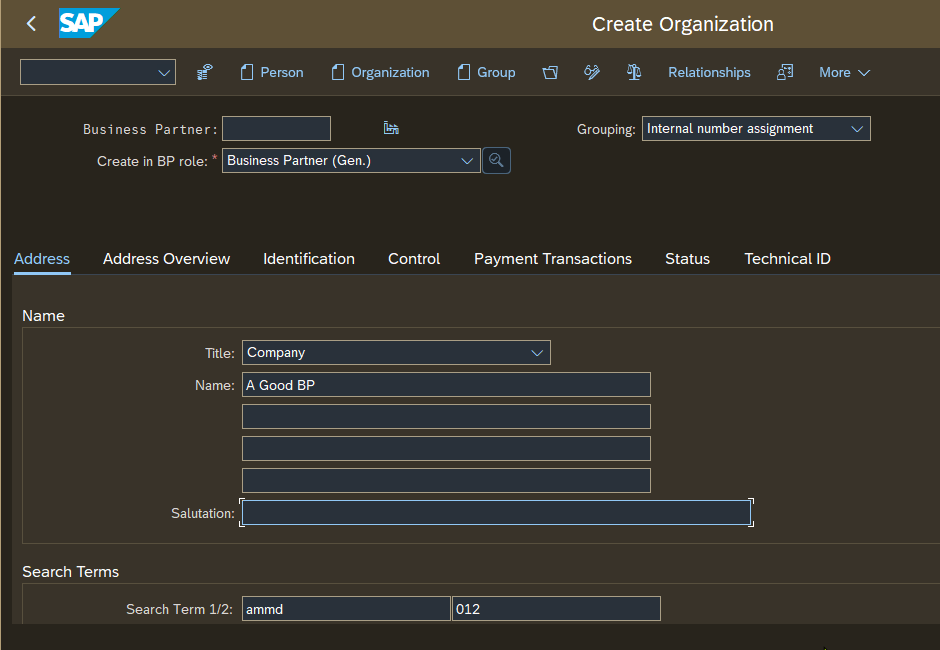 SAP Create Organization
Person Organization Group Relationships More
Business Partner: Grouping: Internal number assignment
Create in BP role: * Business Partner (Gen.)
Address Address Overview Identification Control Payment Transactions Status Technical ID
Name
Title: Company
Name: A Good BP
Salutation:
Search Terms
Search Term 1/2: ammd 012